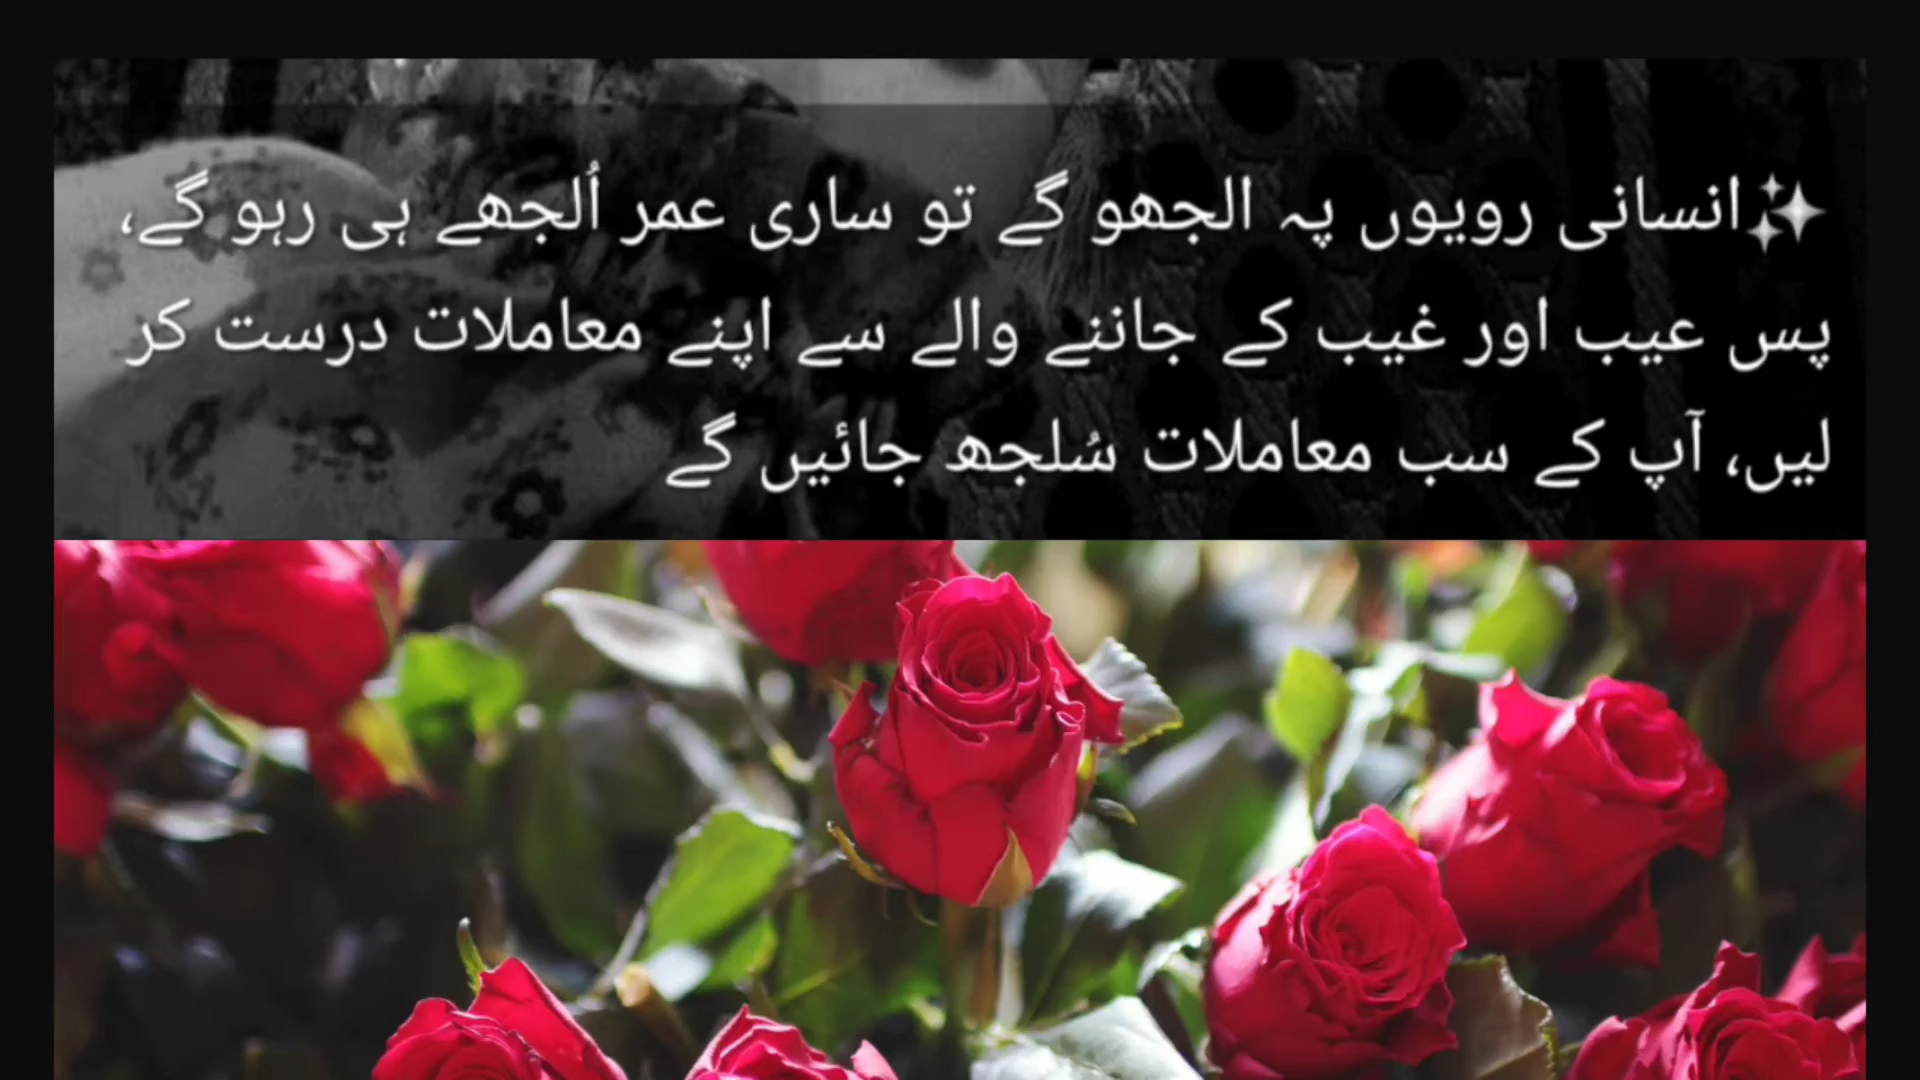 ✨انسانی رویوں پہ الجھو گے تو ساری عمر اُلجھے ہی رہو گے،
پس عیب اور غیب کے جاننے والے سے اپنے معاملات درست کر
لیں، آپ کے سب معاملات سُلجھ جائیں گے